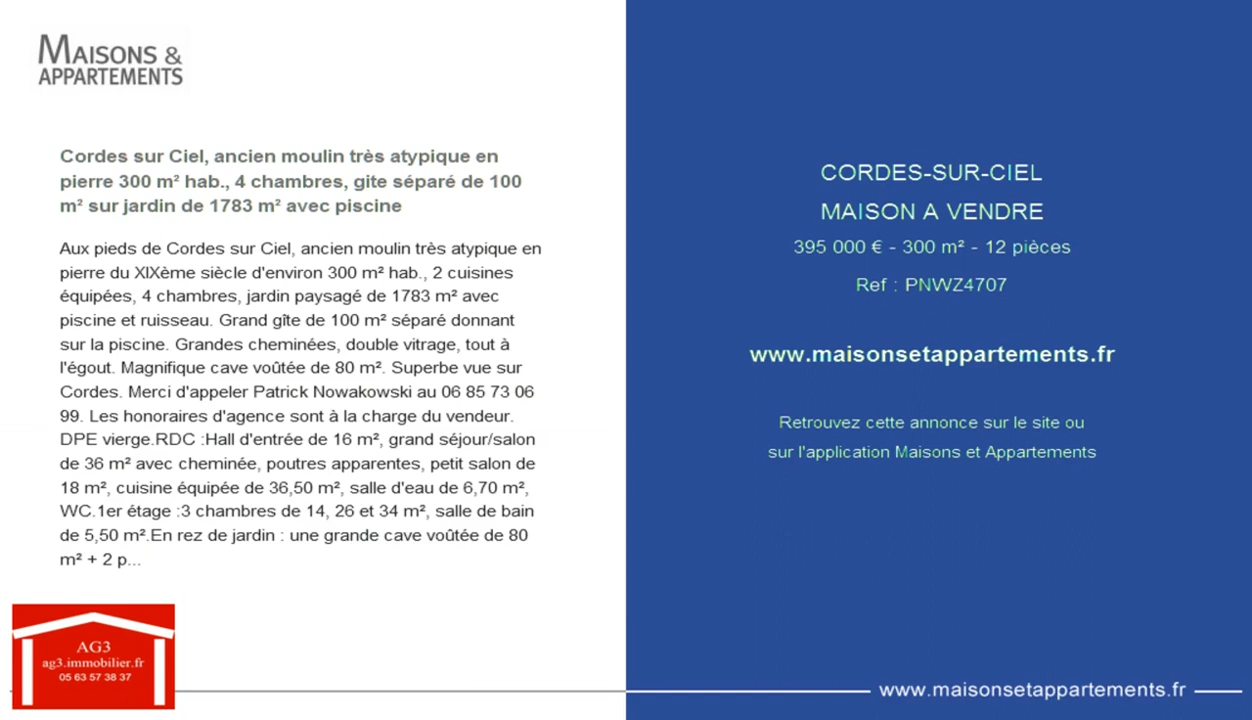 MAISONS &
APPARTEMENTS
Cordes sur Ciel, ancien moulin très atypique en
pierre 300 m² hab., 4 chambres, gite séparé de 100
m² sur jardin de 1783 m² avec piscine
Aux pieds de Cordes sur Ciel, ancien moulin très atypique en
pierre du XIXème siècle d'environ 300 m² hab., 2 cuisines
équipées, 4 chambres, jardin paysagé de 1783 m² avec
piscine et ruisseau. Grand gîte de 100 m² séparé donnant
sur la piscine. Grandes cheminées, double vitrage, tout à
l'égout. Magnifique cave voûtée de 80 m². Superbe vue sur
Cordes. Merci d'appeler Patrick Nowakowski au 06 85 73 06
99. Les honoraires d'agence sont à la charge du vendeur.
DPE vierge.RDC :Hall d'entrée de 16 m², grand séjour/salon
de 36 m² avec cheminée, poutres apparentes, petit salon de
18 m², cuisine équipée de 36,50 m², salle d'eau de 6,70 m²,
WC.1er étage :3 chambres de 14, 26 et 34 m², salle de bain
de 5,50 m².En rez de jardin : une grande cave voûtée de 80
m² + 2 p...
AG3
ag3.immobilier.fr
05 63 57 38 37
CORDES-SUR-CIEL
MAISON A VENDRE
395 000 € - 300 m² - 12 pièces
Ref : PNWZ4707
www.maisonsetappartements.fr
Retrouvez cette annonce sur le site ou
sur l'application Maisons et Appartements
www.maisonsetappartements.fr